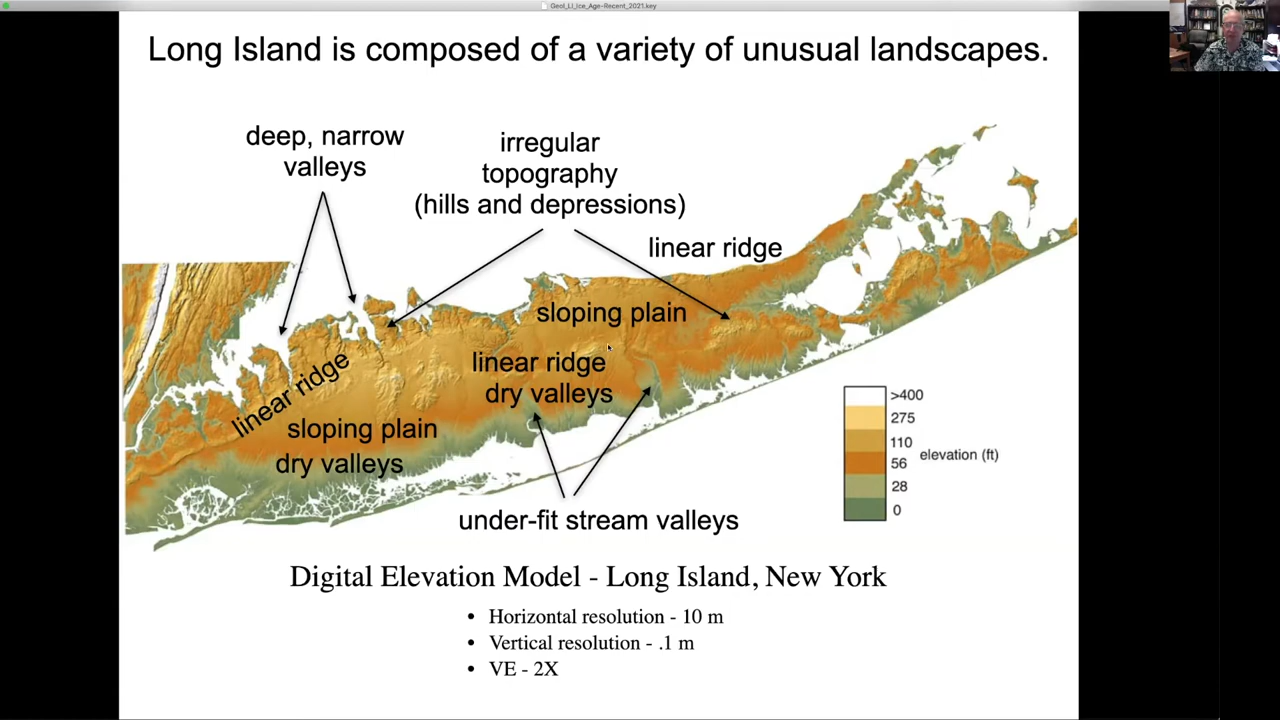 Geol_LI_Ice_Age-Recent_2021.key
Long Island is composed of a variety of unusual landscapes.
deep, narrow
valleys
irregular
topography
(hills and depressions)
linear ridge
sloping plain
linear ridge
dry valleys
linear ridge
sloping plain
dry valleys
under-fit stream valleys
>400
275
110
56
28
0
elevation (ft)
Digital Elevation Model - Long Island, New York
• Horizontal resolution - 10 m
• Vertical resolution - .1 m
• VE - 2X